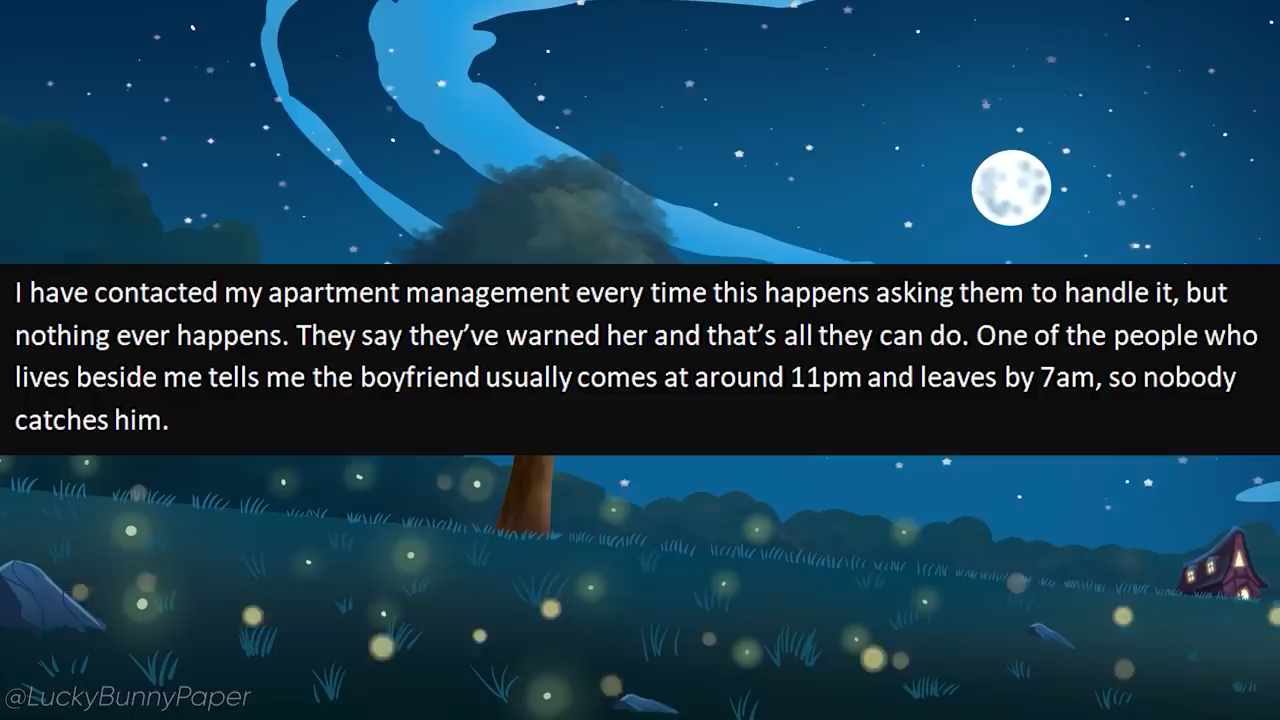 I have contacted my apartment management every time this happens asking them to handle it, but
nothing ever happens. They say they’ve warned her and that’s all they can do. One of the people who
lives beside me tells me the boyfriend usually comes at around 11pm and leaves by 7am, so nobody
catches him.
@LuckyBunnyPaper